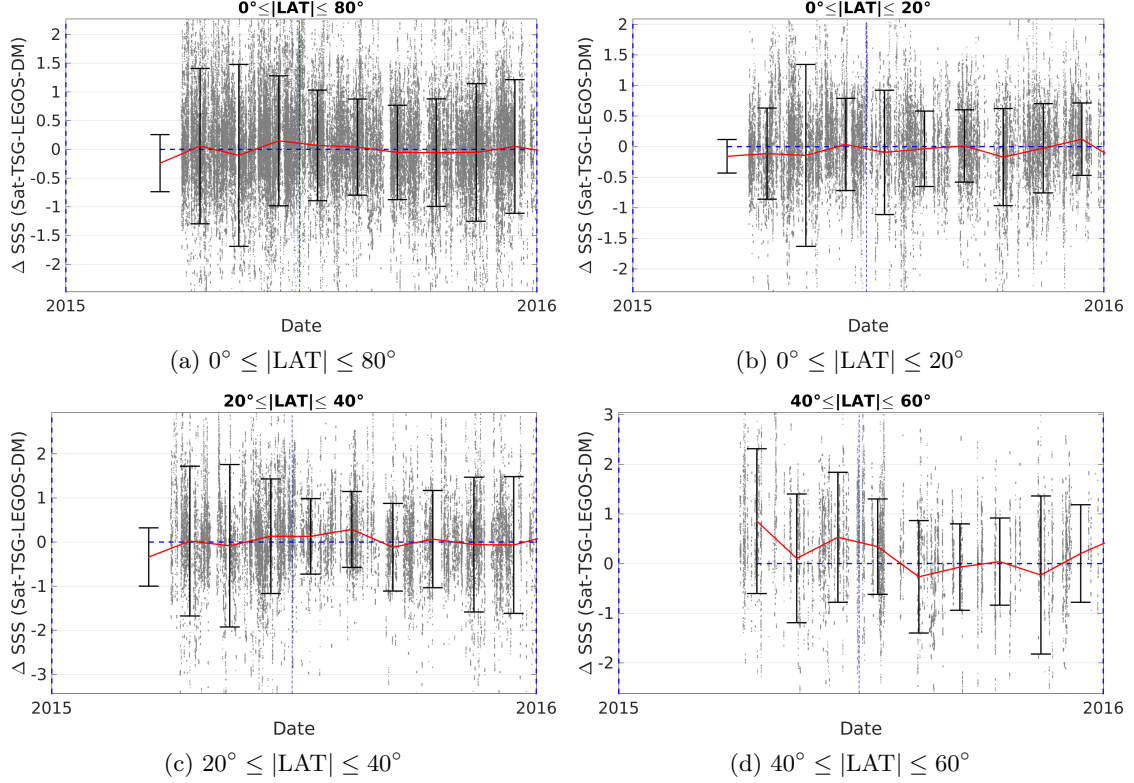 0°≤|LAT|≤ 80°
2
1.5
1
0.5
0
-0.5
-1
-1.5
-2
Δ SSS (Sat-TSG-LEGOS-DM)
2015
2016
Date
(a) 0° ≤ |LAT| ≤ 80°
0°≤|LAT|≤ 20°
2
1.5
1
0.5
0
-0.5
-1
-1.5
-2
Δ SSS (Sat-TSG-LEGOS-DM)
2015
2016
Date
(b) 0° ≤ |LAT| ≤ 20°
20°≤|LAT|≤ 40°
2
1
0
-1
-2
-3
Δ SSS (Sat-TSG-LEGOS-DM)
2015
2016
Date
(c) 20° ≤ |LAT| ≤ 40°
40°≤|LAT|≤ 60°
3
2
1
0
-1
-2
Δ SSS (Sat-TSG-LEGOS-DM)
2015
2016
Date
(d) 40° ≤ |LAT| ≤ 60°